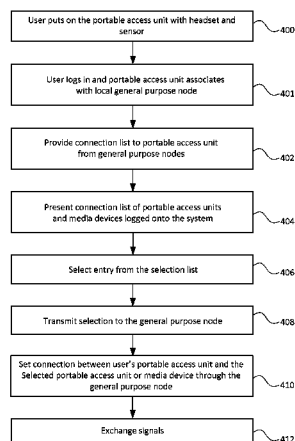 User puts on the portable access unit with headset and
sensor
400
User logs in and portable access unit associates
with local general purpose node
401
Provide connection list to portable access unit
from general purpose nodes
402
Present connection list of portable access units
and media devices logged onto the system
404
Select entry from the selection list
406
Transmit selection to the general purpose node
408
Set connection between user's portable access unit and the
Selected portable access unit or media device through the
general purpose node
410
Exchange signals
412